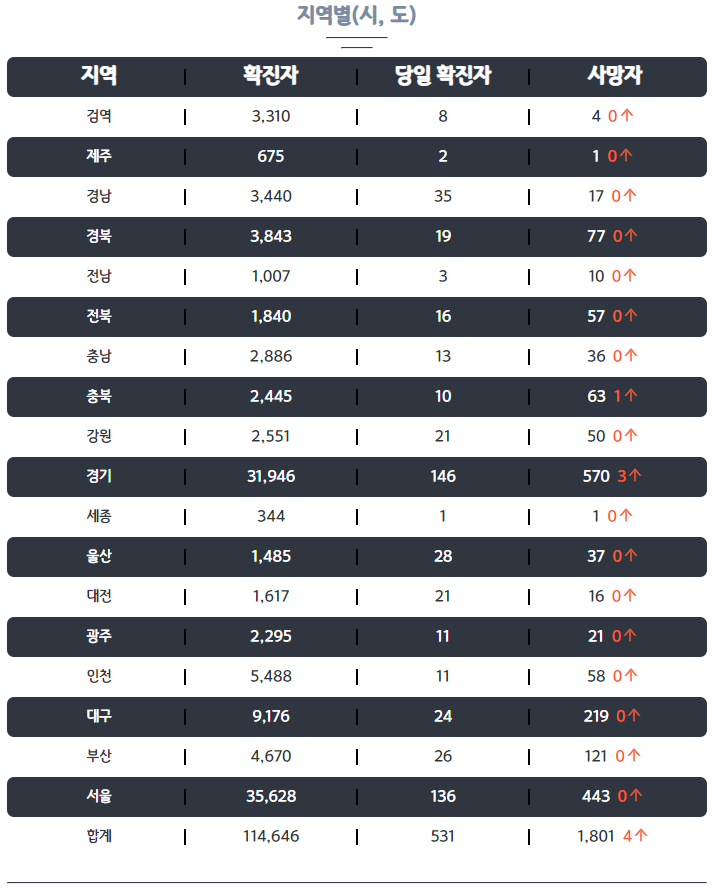 지역별(시, 도)
지역 확진자 당일 확진자 사망자
검역 3,310 8 4 0↑
제주 675 2 1 0↑
경남 3,440 35 17 0↑
경북 3,843 19 77 0↑
전남 1,007 3 10 0↑
전북 1,840 16 57 0↑
충남 2,886 13 36 0↑
충북 2,445 10 63 1↑
강원 2,551 21 50 0↑
경기 31,946 146 570 3↑
세종 344 1 1 0↑
울산 1,485 28 37 0↑
대전 1,617 21 16 0↑
광주 2,295 11 21 0↑
인천 5,488 11 58 0↑
대구 9,176 24 219 0↑
부산 4,670 26 121 0↑
서울 35,628 136 443 0↑
합계 114,646 531 1,801 4↑